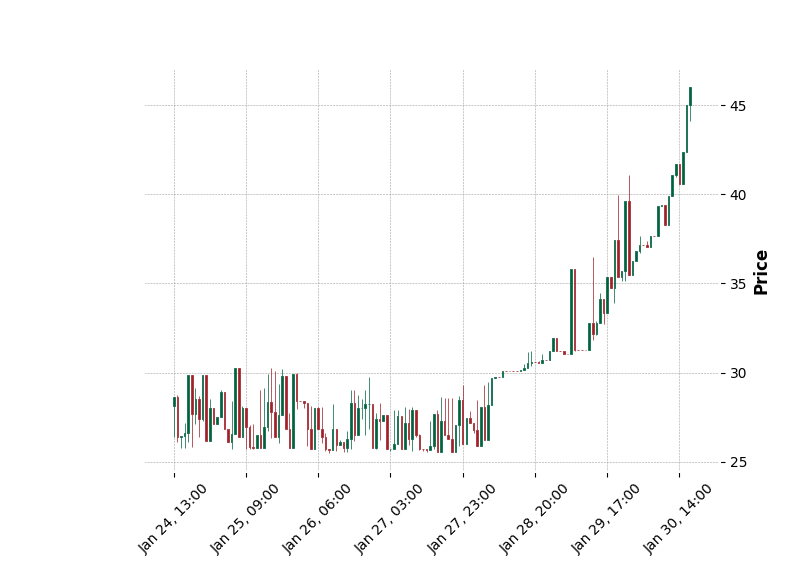 45
40
35
30
25
Price
Jan 24, 13:00
Jan 25, 09:00
Jan 26, 06:00
Jan 27, 03:00
Jan 27, 23:00
Jan 28, 20:00
Jan 29, 17:00
Jan 30, 14:00